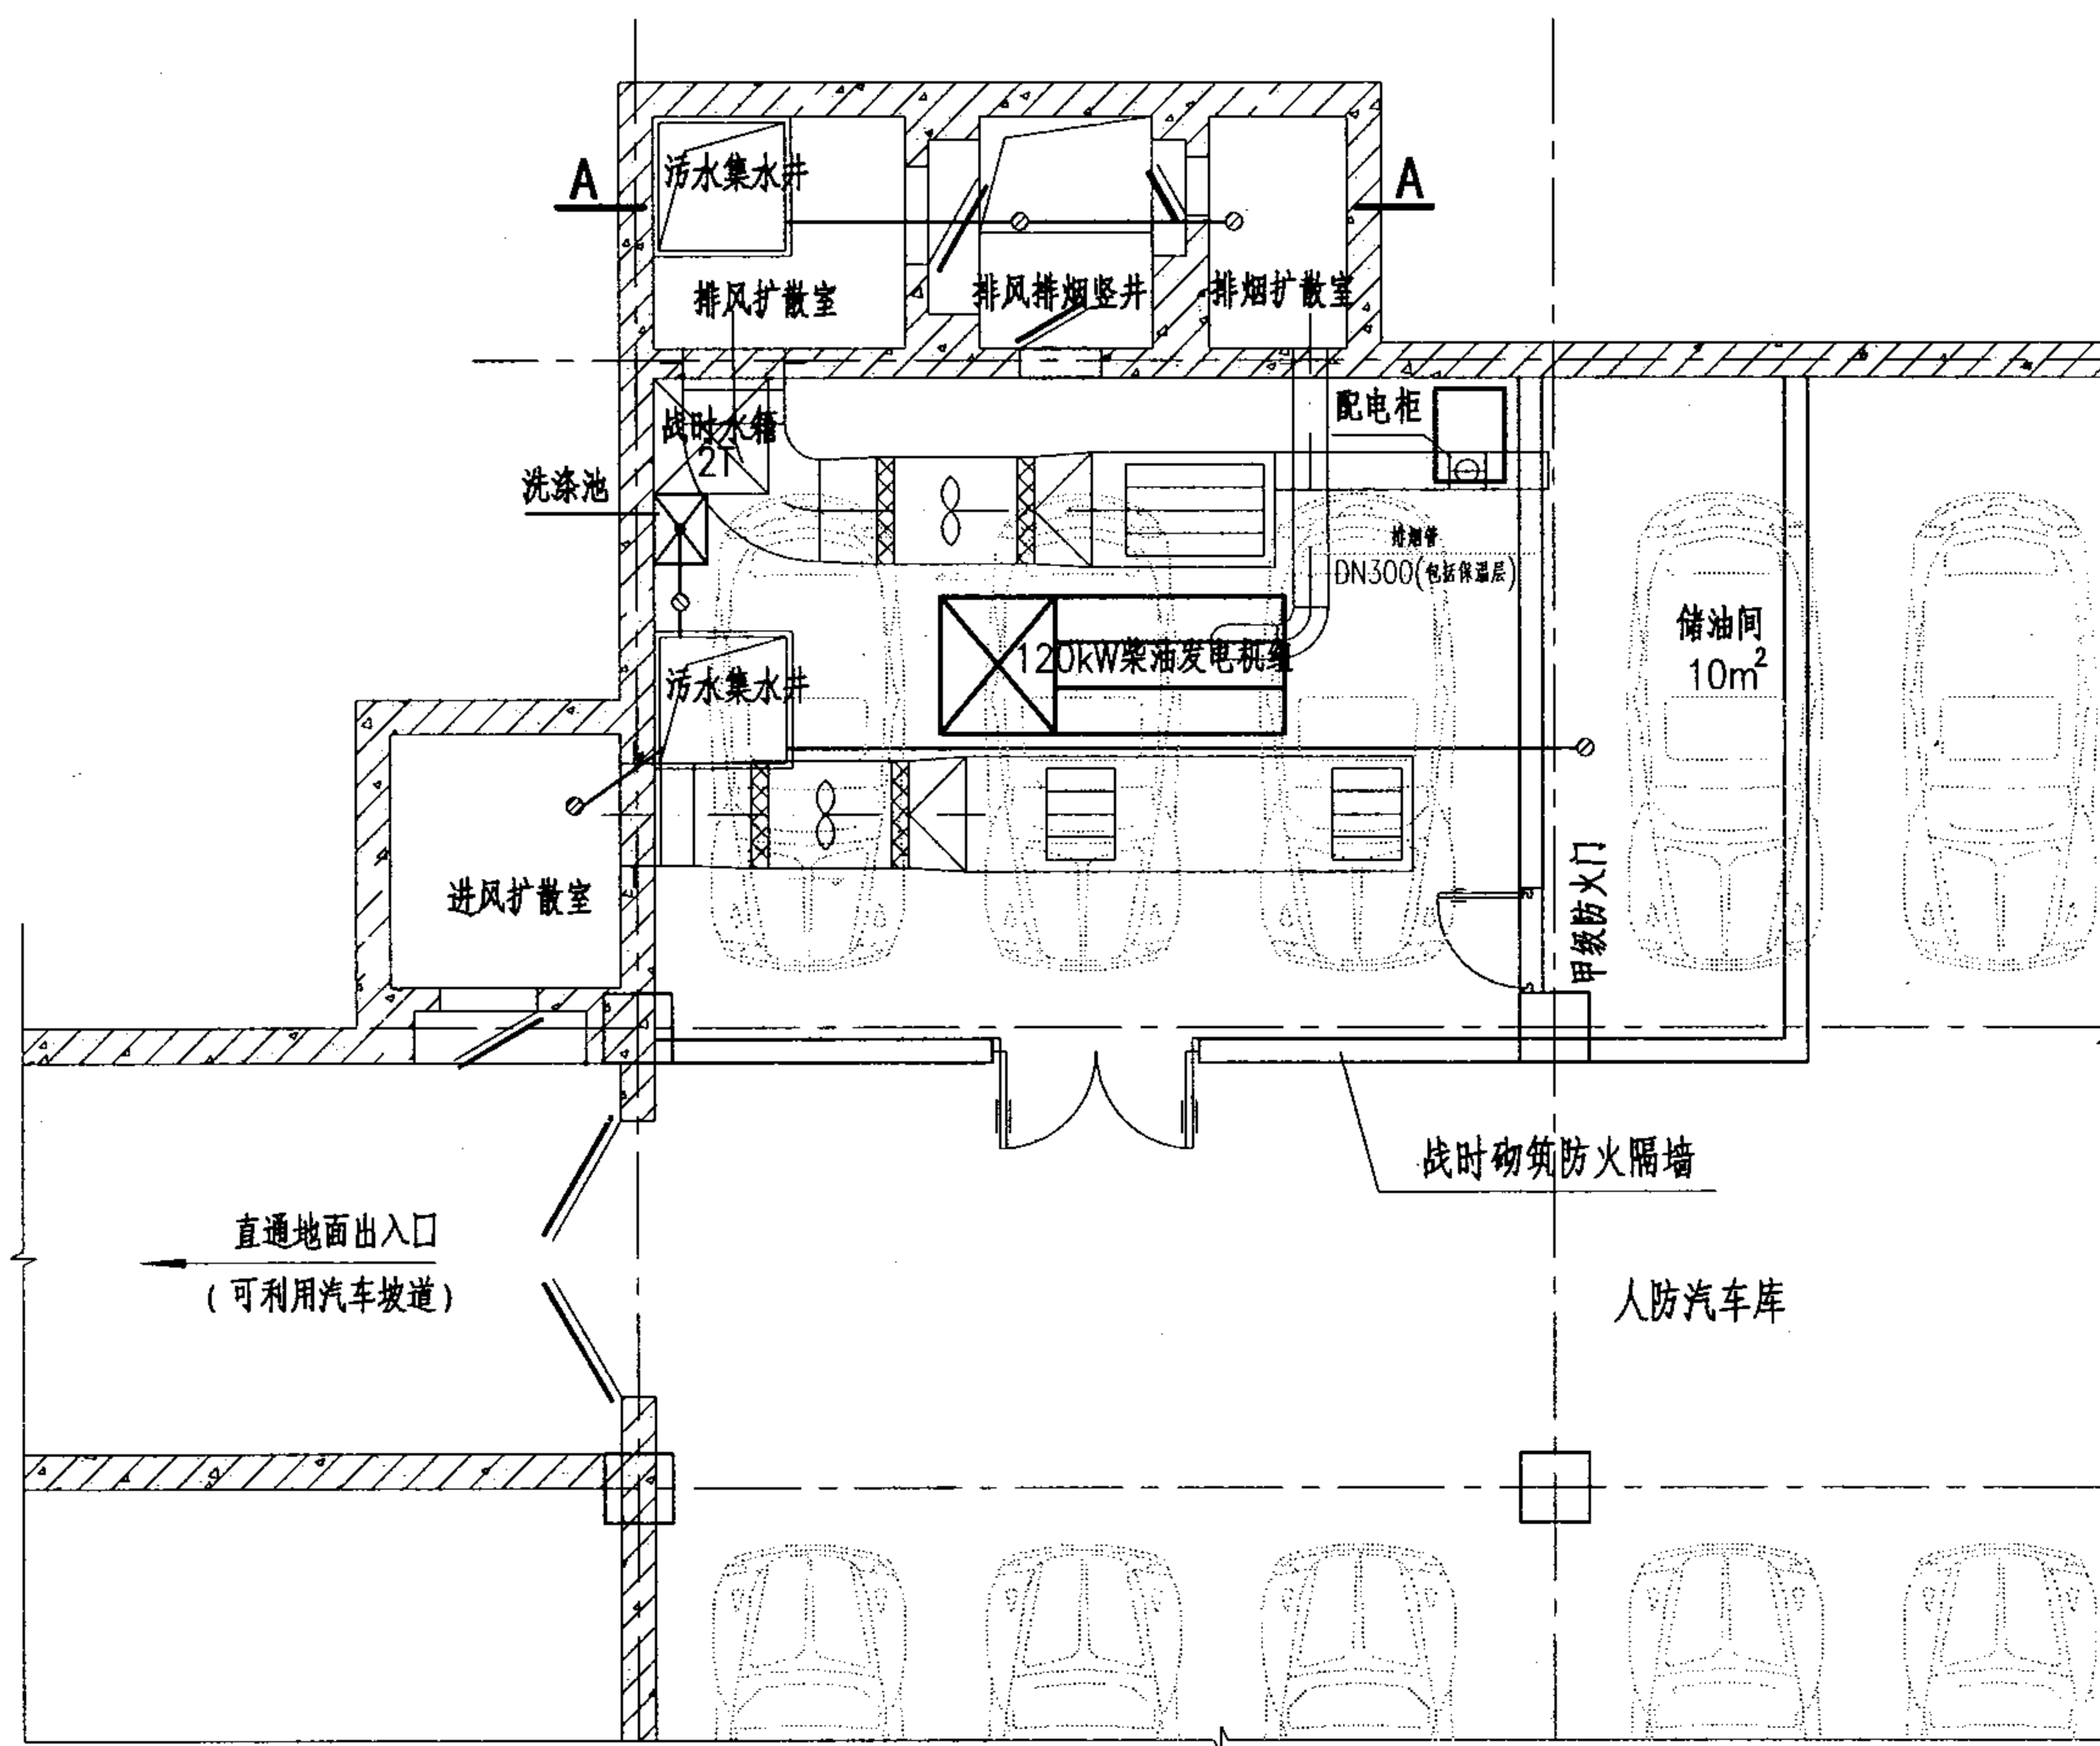 A
A
污水集水井
排风扩散室
排风排烟竖井
排烟扩散室
战时水箱
2T
配电柜
洗涤池
排烟管
DN300(包括保温层)
120kW柴油发电机组
储油间
10m²
污水集水井
进风扩散室
甲级防火门
战时砌筑防火隔墙
直通地面出入口
(可利用汽车坡道)
人防汽车库